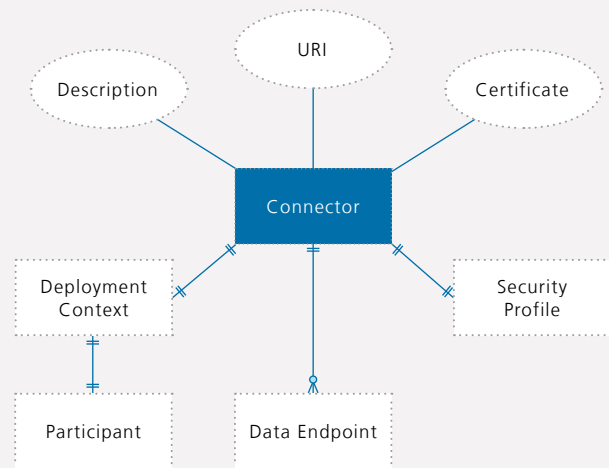 URI
Description
Certificate
Connector
Deployment
Context
Security
Profile
Participant
Data Endpoint